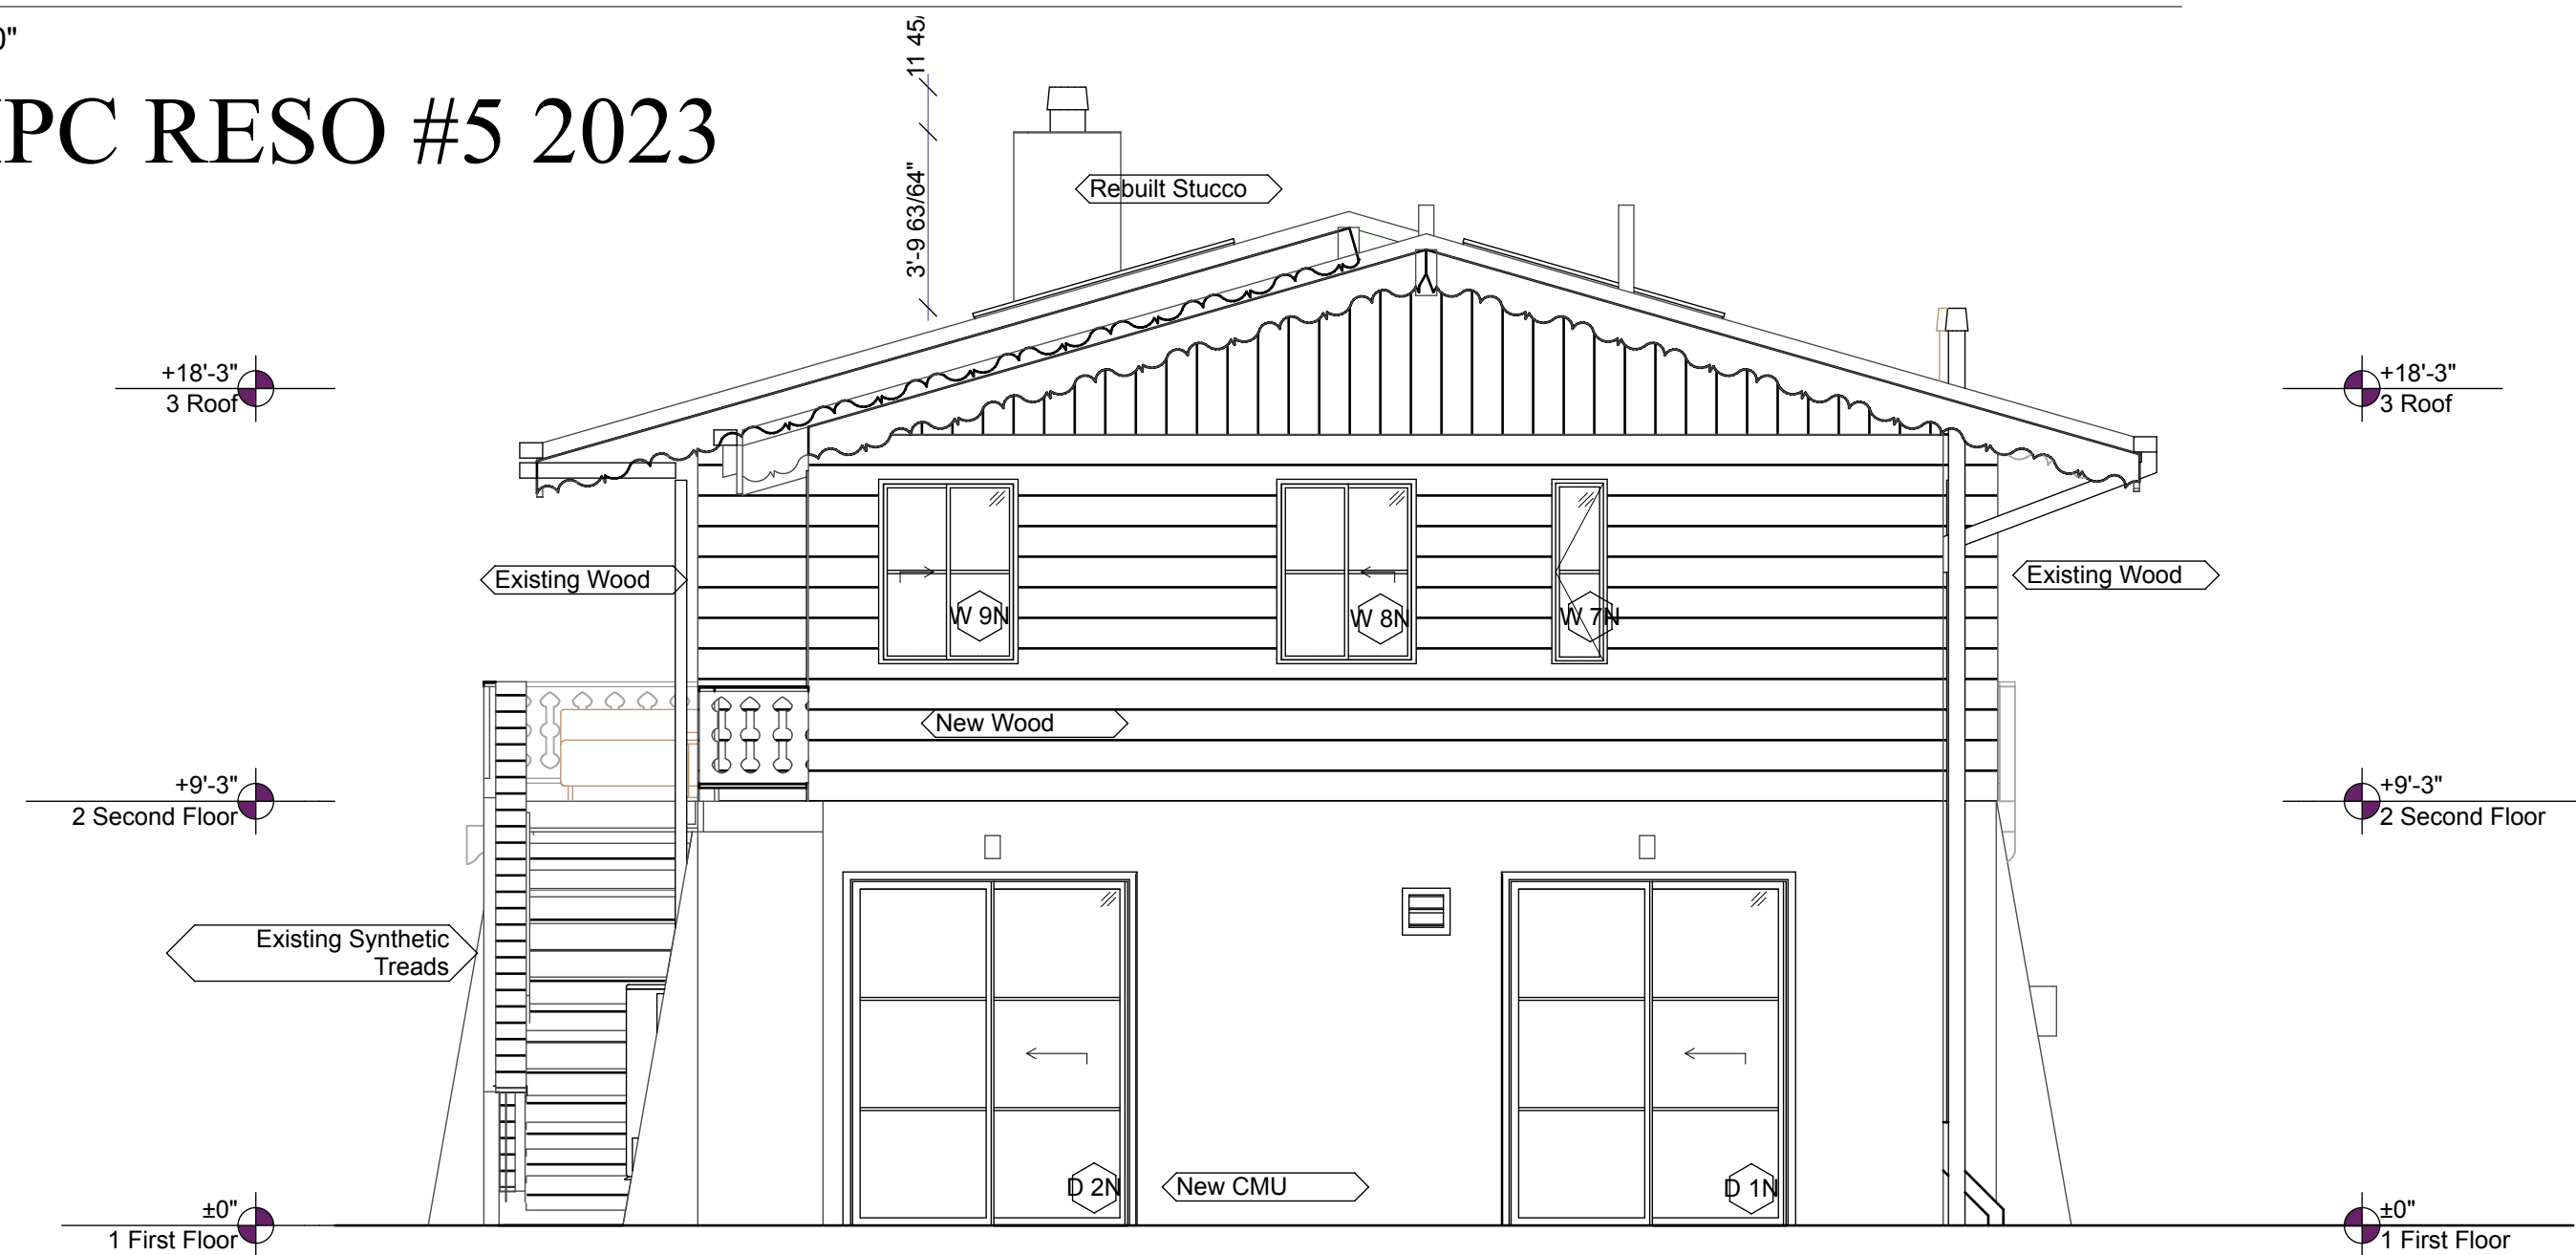 0"
PC RESO #5 2023
11 45/
3'-9 63/64"
Rebuilt Stucco
+18'-3"
3 Roof
+18'-3"
3 Roof
Existing Wood
Existing Wood
W 9N
W 8N
W 7N
New Wood
+9'-3"
2 Second Floor
+9'-3"
2 Second Floor
Existing Synthetic
Treads
D 2N
New CMU
D 1N
±0"
1 First Floor
±0"
1 First Floor